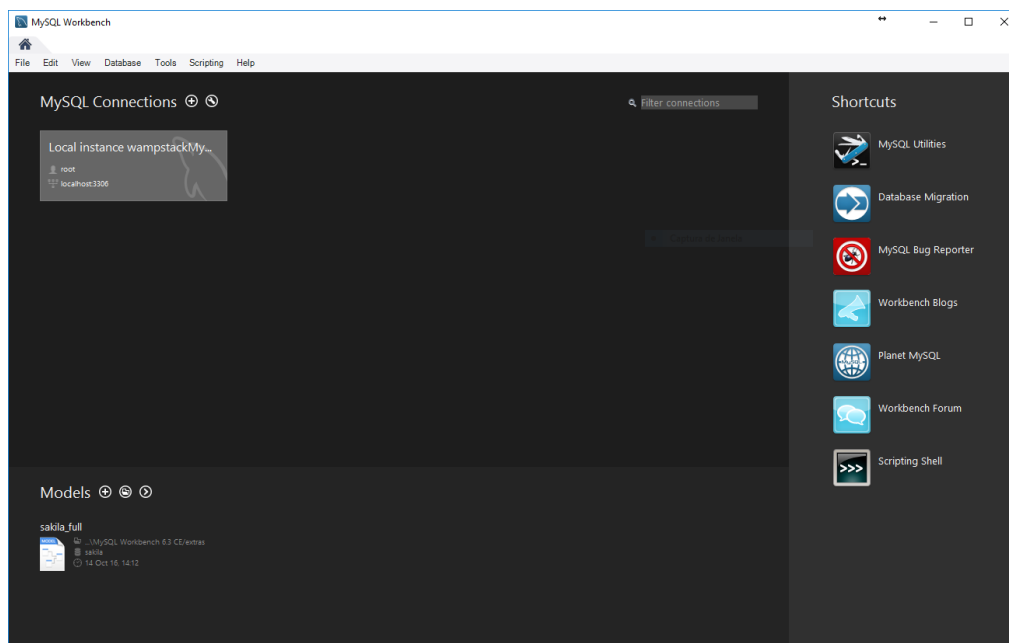 MySQL Workbench
File Edit View Database Tools Scripting Help
MySQL Connections
Filter connections
Local instance wampstackMy...
root
localhost:3306
Shortcuts
MySQL Utilities
Database Migration
MySQL Bug Reporter
Workbench Blogs
Planet MySQL
Workbench Forum
>>>
Scripting Shell
Models
sakila_full
MODEL
...\MySQL Workbench 6.3 CE/extras
sakila
14 Oct 16, 14:12